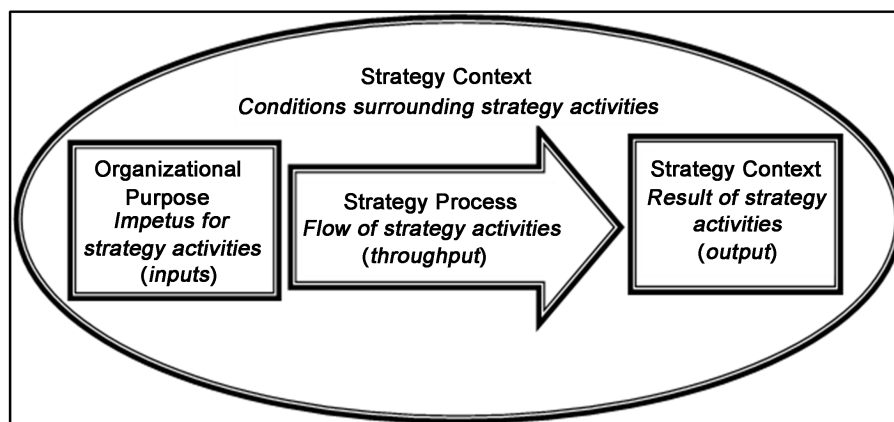 Strategy Context
Conditions surrounding strategy activities
Organizational
Purpose
Impetus for
strategy activities
(inputs)
Strategy Process
Flow of strategy activities
(throughput)
Strategy Context
Result of strategy
activities
(output)